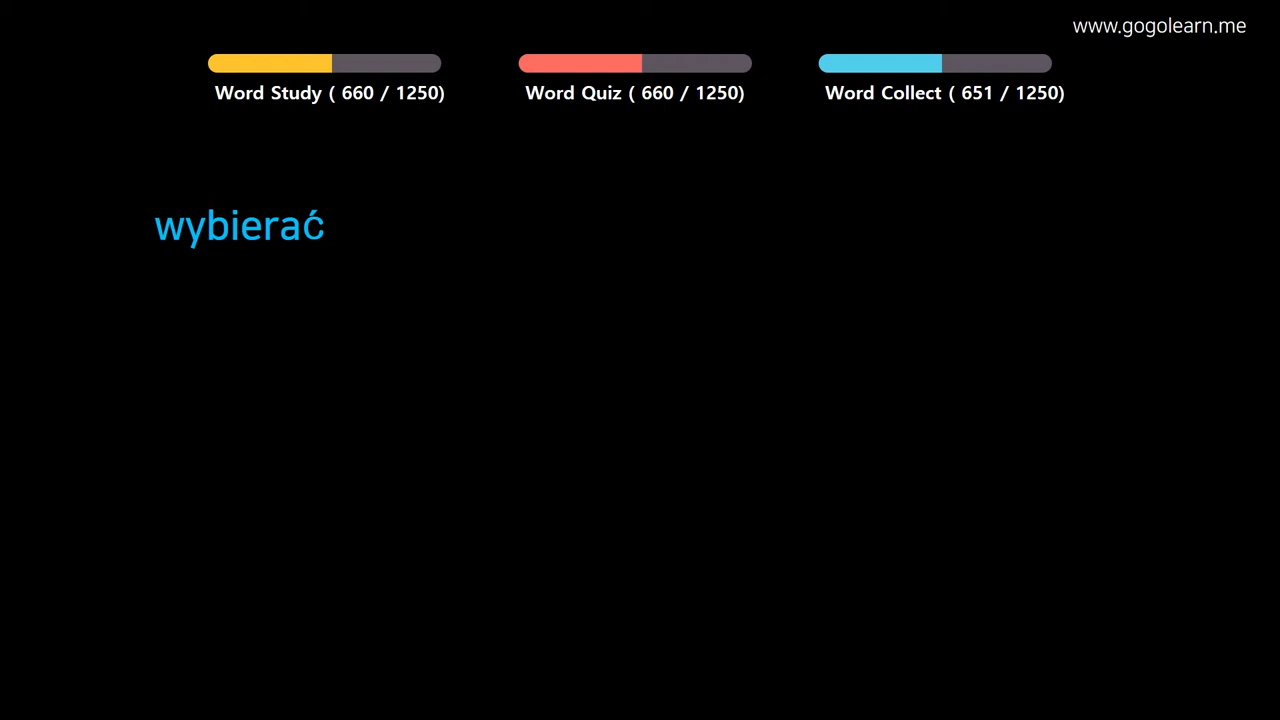 www.gogolearn.me
Word Study ( 660 / 1250)
Word Quiz ( 660 / 1250)
Word Collect ( 651 / 1250)
wybierać